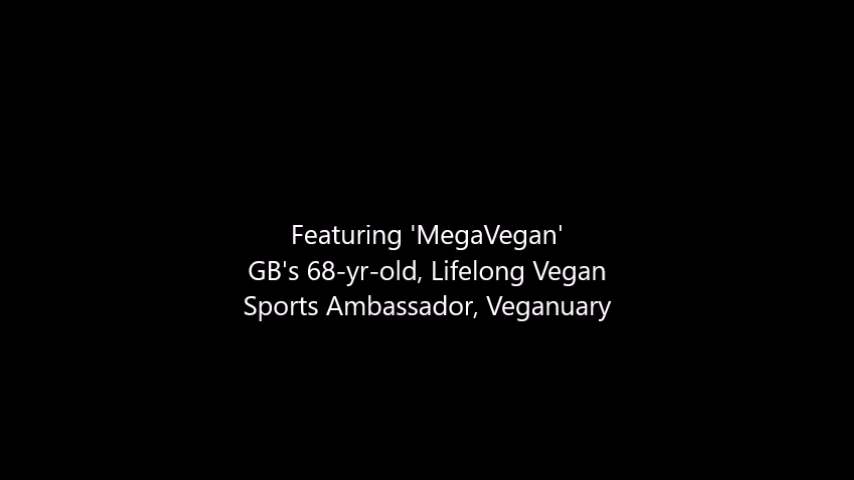 Featuring 'MegaVegan'
GB's 68-yr-old, Lifelong Vegan
Sports Ambassador, Veganuary